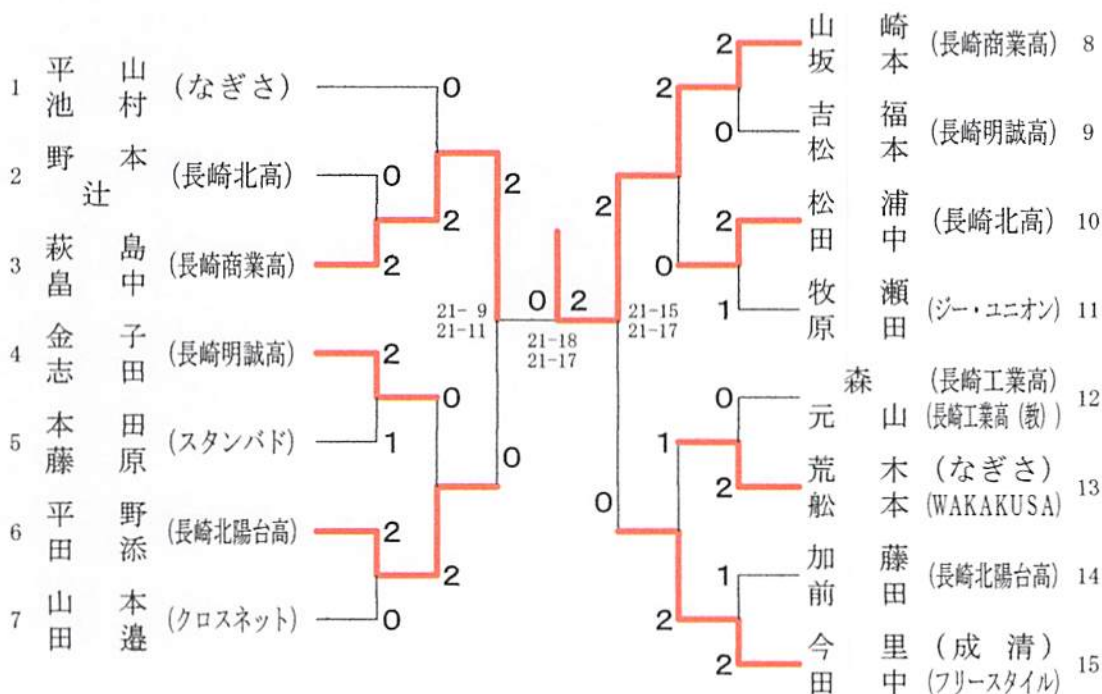 1 平山 (なぎさ)
池村
2 野本 (長崎北高)
辻
3 萩島 (長崎商業高)
畠中
4 金子 (長崎明誠高)
志田
5 本田 (スタンバド)
藤原
6 平野 (長崎北陽台高)
田添
7 山本 (クロスネット)
田邉
0
0
2
2
2
2
0
1
0
2
2
0
21-9
21-11
0 2
21-18
21-17
21-15
21-17
2
2
2
0
0
2
1
0
0
1
2
2
1
2
山崎 (長崎商業高) 8
坂本
吉福 (長崎明誠高) 9
松本
松浦 (長崎北高) 10
田中
牧瀬 (ジー・ユニオン) 11
原田
森 (長崎工業高) 12
元山 (長崎工業高(教))
荒木 (なぎさ) 13
舩本 (WAKAKUSA)
加藤 (長崎北陽台高) 14
前田
今里 (成清) 15
田中 (フリースタイル)